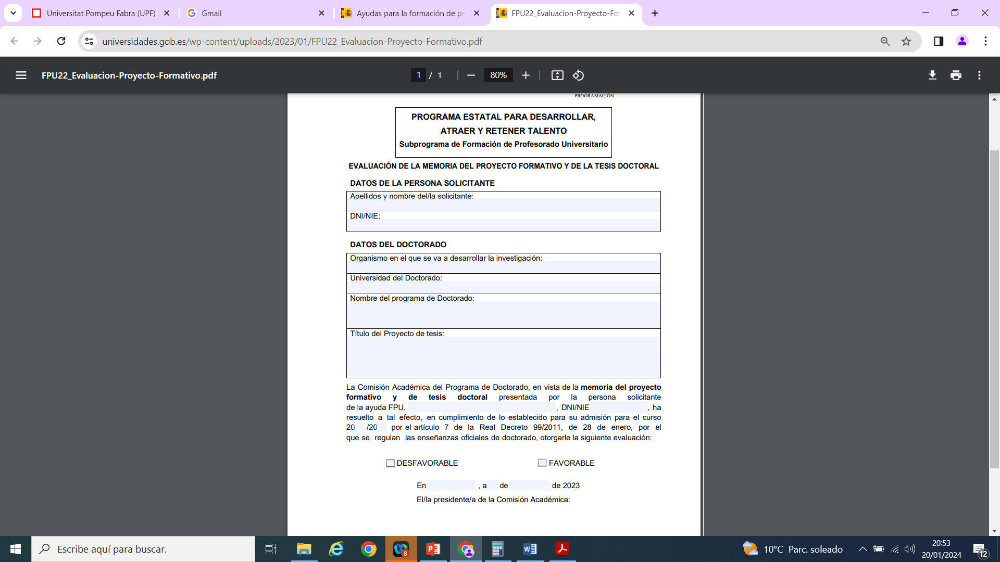 Universitat Pompeu Fabra (UPF)
Gmail
Ayudas para la formación de pr
FPU22_Evaluacion-Proyecto-For
universidades.gob.es/wp-content/uploads/2023/01/FPU22_Evaluacion-Proyecto-Formativo.pdf
FPU22_Evaluacion-Proyecto-Formativo.pdf
1 / 1
80%
PROGRAMACIÓN
PROGRAMA ESTATAL PARA DESARROLLAR,
ATRAER Y RETENER TALENTO
Subprograma de Formación de Profesorado Universitario
EVALUACIÓN DE LA MEMORIA DEL PROYECTO FORMATIVO Y DE LA TESIS DOCTORAL
DATOS DE LA PERSONA SOLICITANTE
Apellidos y nombre del/la solicitante:
DNI/NIE:
DATOS DEL DOCTORADO
Organismo en el que se va a desarrollar la investigación:
Universidad del Doctorado:
Nombre del programa de Doctorado:
Título del Proyecto de tesis:
La Comisión Académica del Programa de Doctorado, en vista de la memoria del proyecto
formativo y de tesis doctoral presentada por la persona solicitante
de la ayuda FPU, , DNI/NIE , ha
resuelto a tal efecto, en cumplimiento de lo establecido para su admisión para el curso
20 /20 por el artículo 7 de la Real Decreto 99/2011, de 28 de enero, por el
que se regulan las enseñanzas oficiales de doctorado, otorgarle la siguiente evaluación:
DESFAVORABLE FAVORABLE
En , a de de 2023
El/la presidente/a de la Comisión Académica:
Escribe aquí para buscar.
8
10°C Parc. soleado
20:53
20/01/2024
12